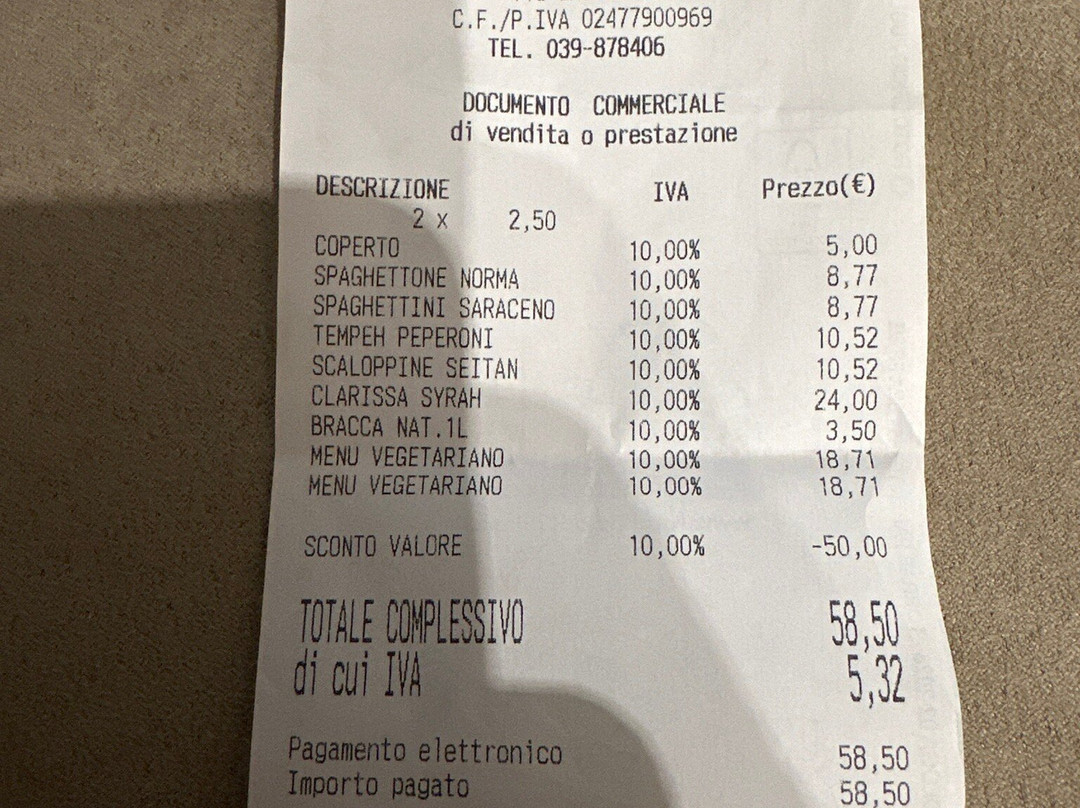 C.F./P.IVA 02477900969
TEL. 039-878406
DOCUMENTO COMMERCIALE
di vendita o prestazione
DESCRIZIONE IVA Prezzo(€)
2 x 2,50
COPERTO 10,00% 5,00
SPAGHETTONE NORMA 10,00% 8,77
SPAGHETTINI SARACENO 10,00% 8,77
TEMPEH PEPERONI 10,00% 10,52
SCALOPPINE SEITAN 10,00% 10,52
CLARISSA SYRAH 10,00% 24,00
BRACCA NAT.1L 10,00% 3,50
MENU VEGETARIANO 10,00% 18,71
MENU VEGETARIANO 10,00% 18,71
SCONTO VALORE 10,00% -50,00
TOTALE COMPLESSIVO 58,50
di cui IVA 5,32
Pagamento elettronico 58,50
Importo pagato 58,50